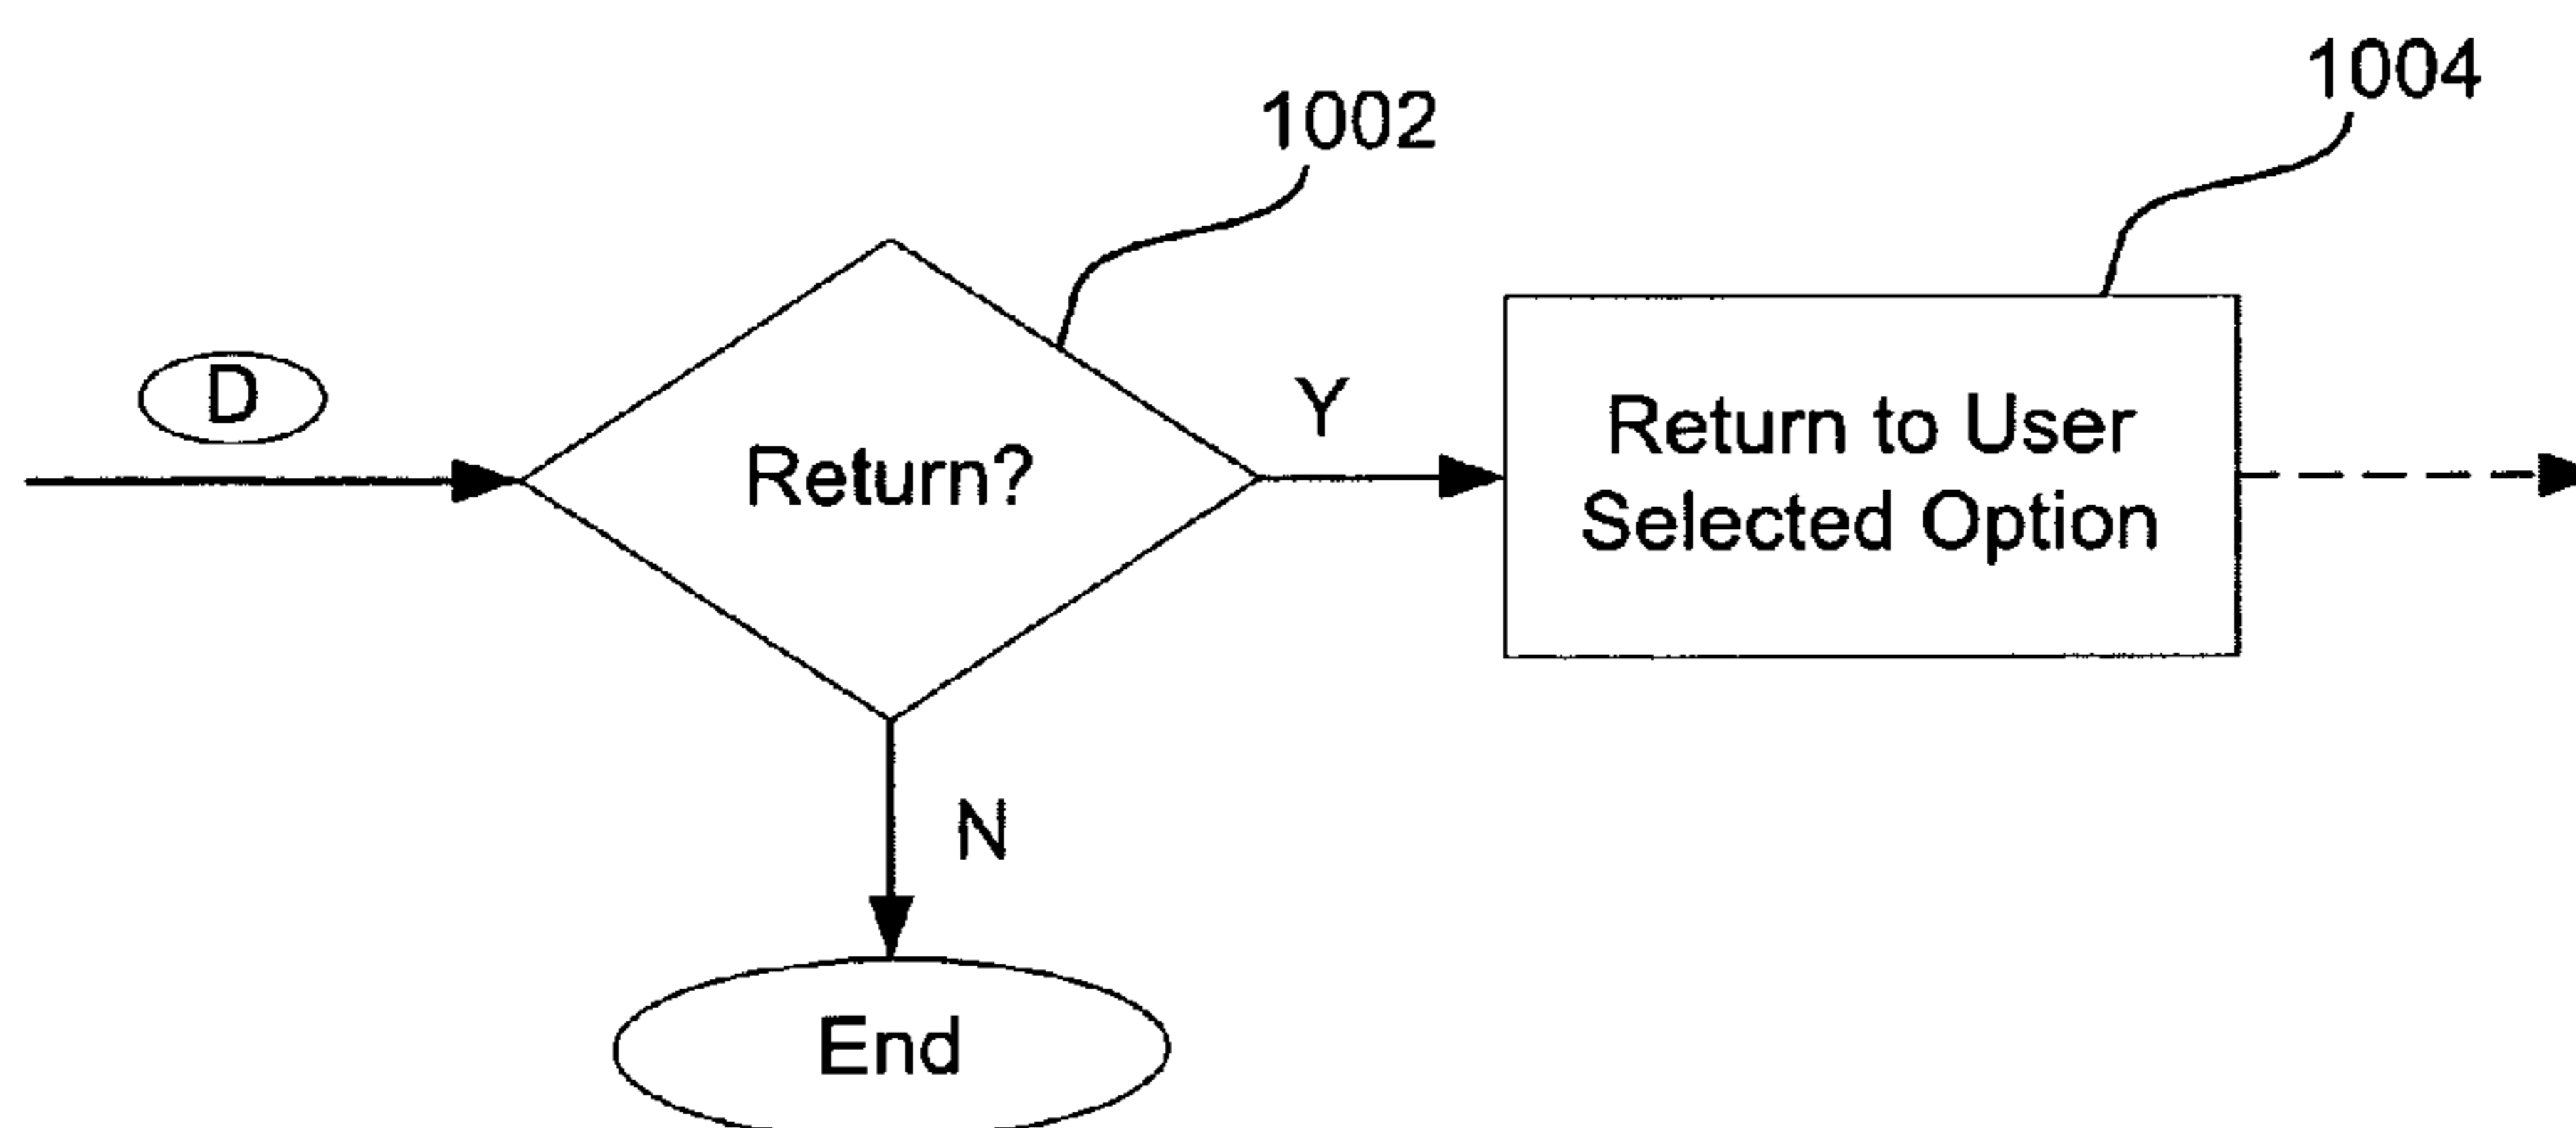 1004
1002
D
Y
Return?
Return to User
Selected Option
N
End